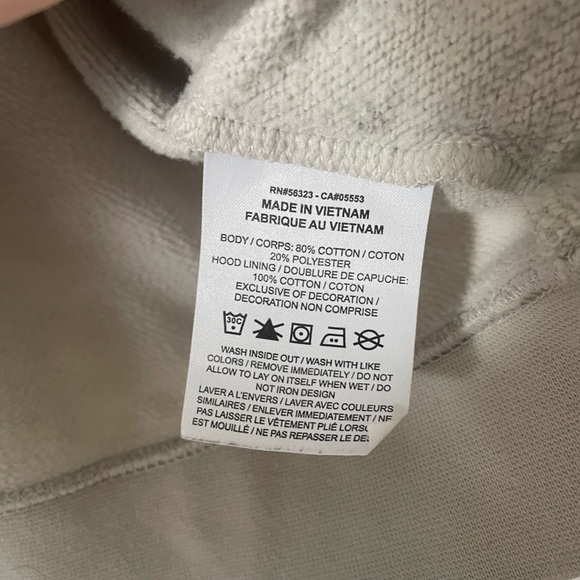 RN#56323 - CA#05553
MADE IN VIETNAM
FABRIQUE AU VIETNAM
BODY / CORPS: 80% COTTON / COTON
20% POLYESTER
HOOD LINING / DOUBLURE DE CAPUCHE:
100% COTTON / COTON
EXCLUSIVE OF DECORATION /
DECORATION NON COMPRISE
30C
WASH INSIDE OUT / WASH WITH LIKE
COLORS / REMOVE IMMEDIATELY / DO NOT
ALLOW TO LAY ON ITSELF WHEN WET / DO
NOT IRON DESIGN
LAVER A L'ENVERS / LAVER AVEC COULEURS
SIMILAIRES / ENLEVER IMMEDIATEMENT / NE
PAS LAISSER LE VÊTEMENT PLIÉ
EST MOUILLÉ / NE PAS REPASSER LE